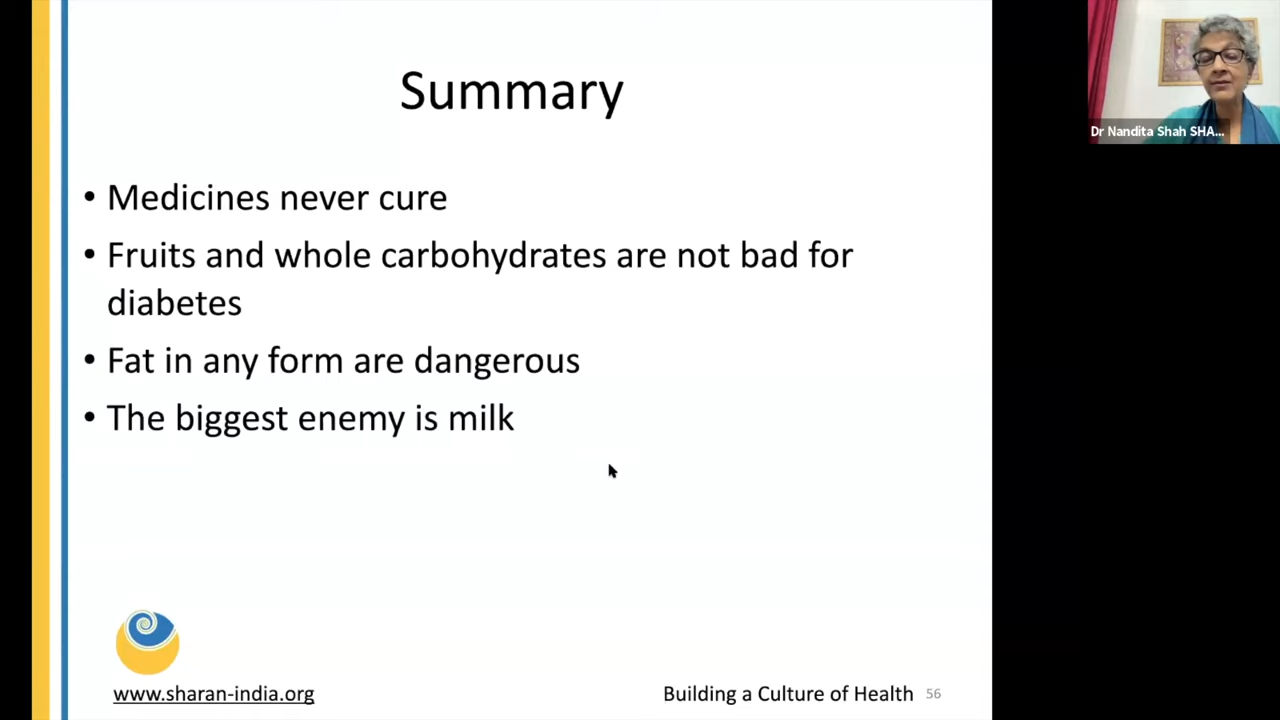 Summary
• Medicines never cure
• Fruits and whole carbohydrates are not bad for
diabetes
• Fat in any form are dangerous
• The biggest enemy is milk
www.sharan-india.org
Building a Culture of Health 56
Dr Nandita Shah SHA...